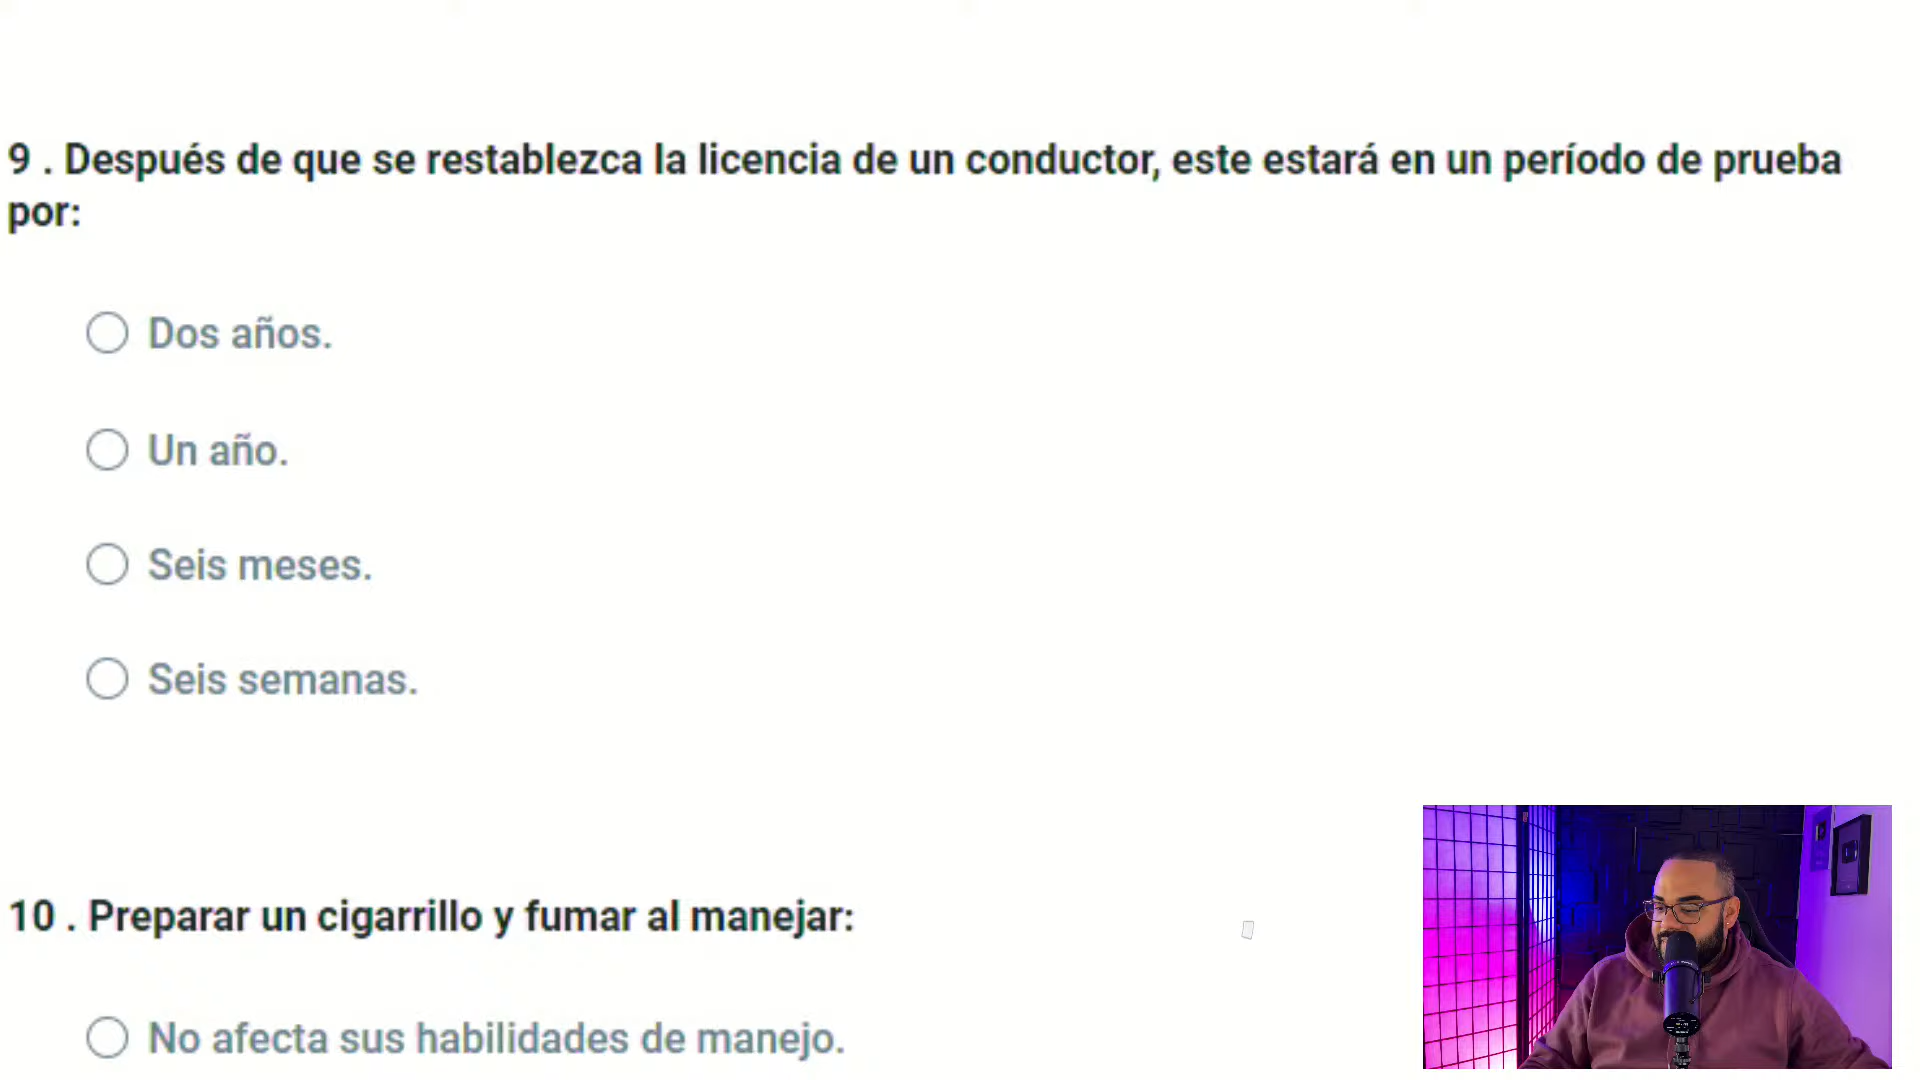 9 . Después de que se restablezca la licencia de un conductor, este estará en un período de prueba
por:
Dos años.
Un año.
Seis meses.
Seis semanas.
10 . Preparar un cigarrillo y fumar al manejar:
No afecta sus habilidades de manejo.